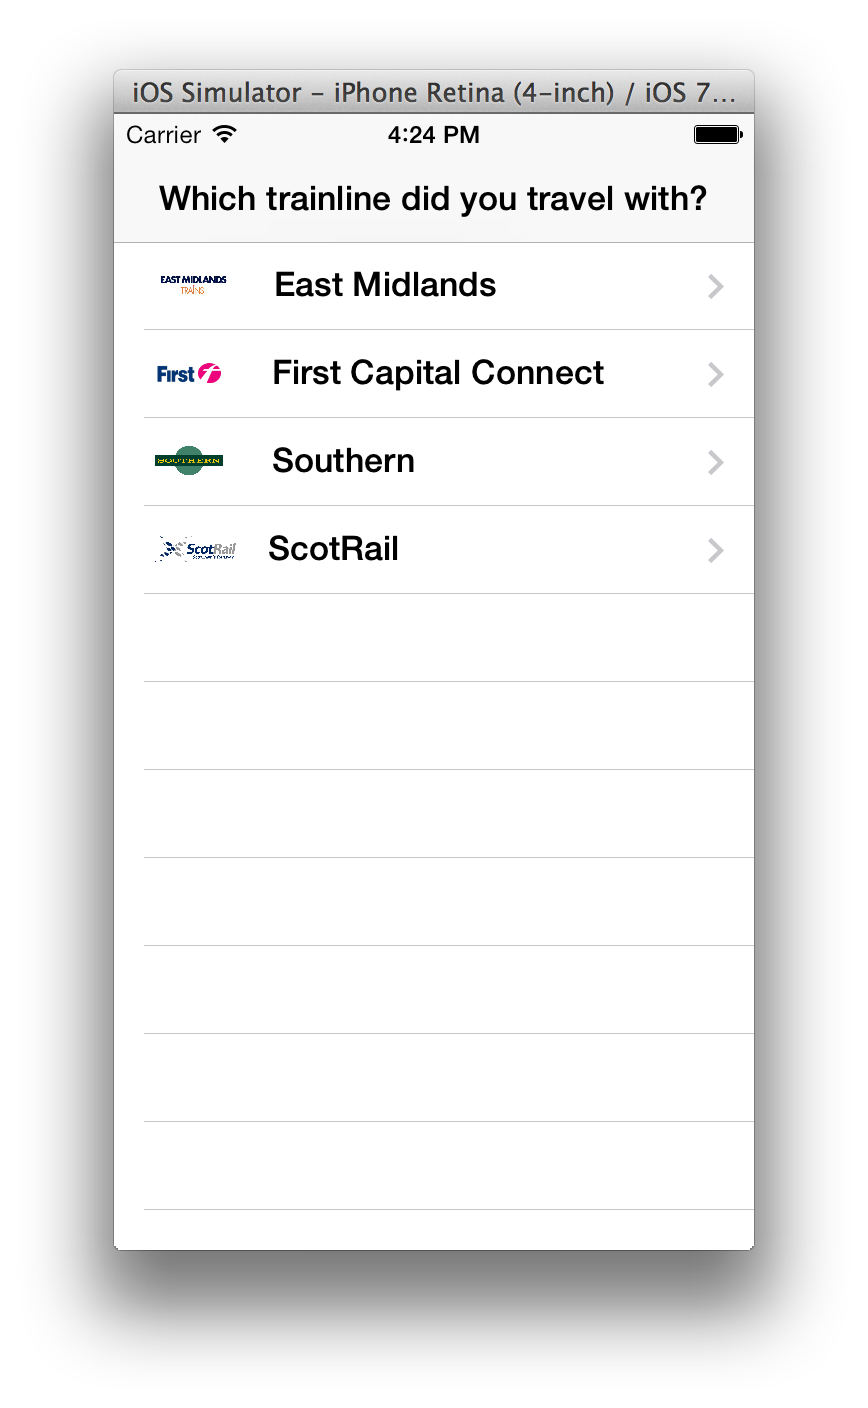 iOS Simulator – iPhone Retina (4-inch) / iOS 7...
Carrier 4:24 PM
Which trainline did you travel with?
EAST MIDLANDS
TRAINS
East Midlands
First
First Capital Connect
SOUTHERN
Southern
ScotRail
ScotRail